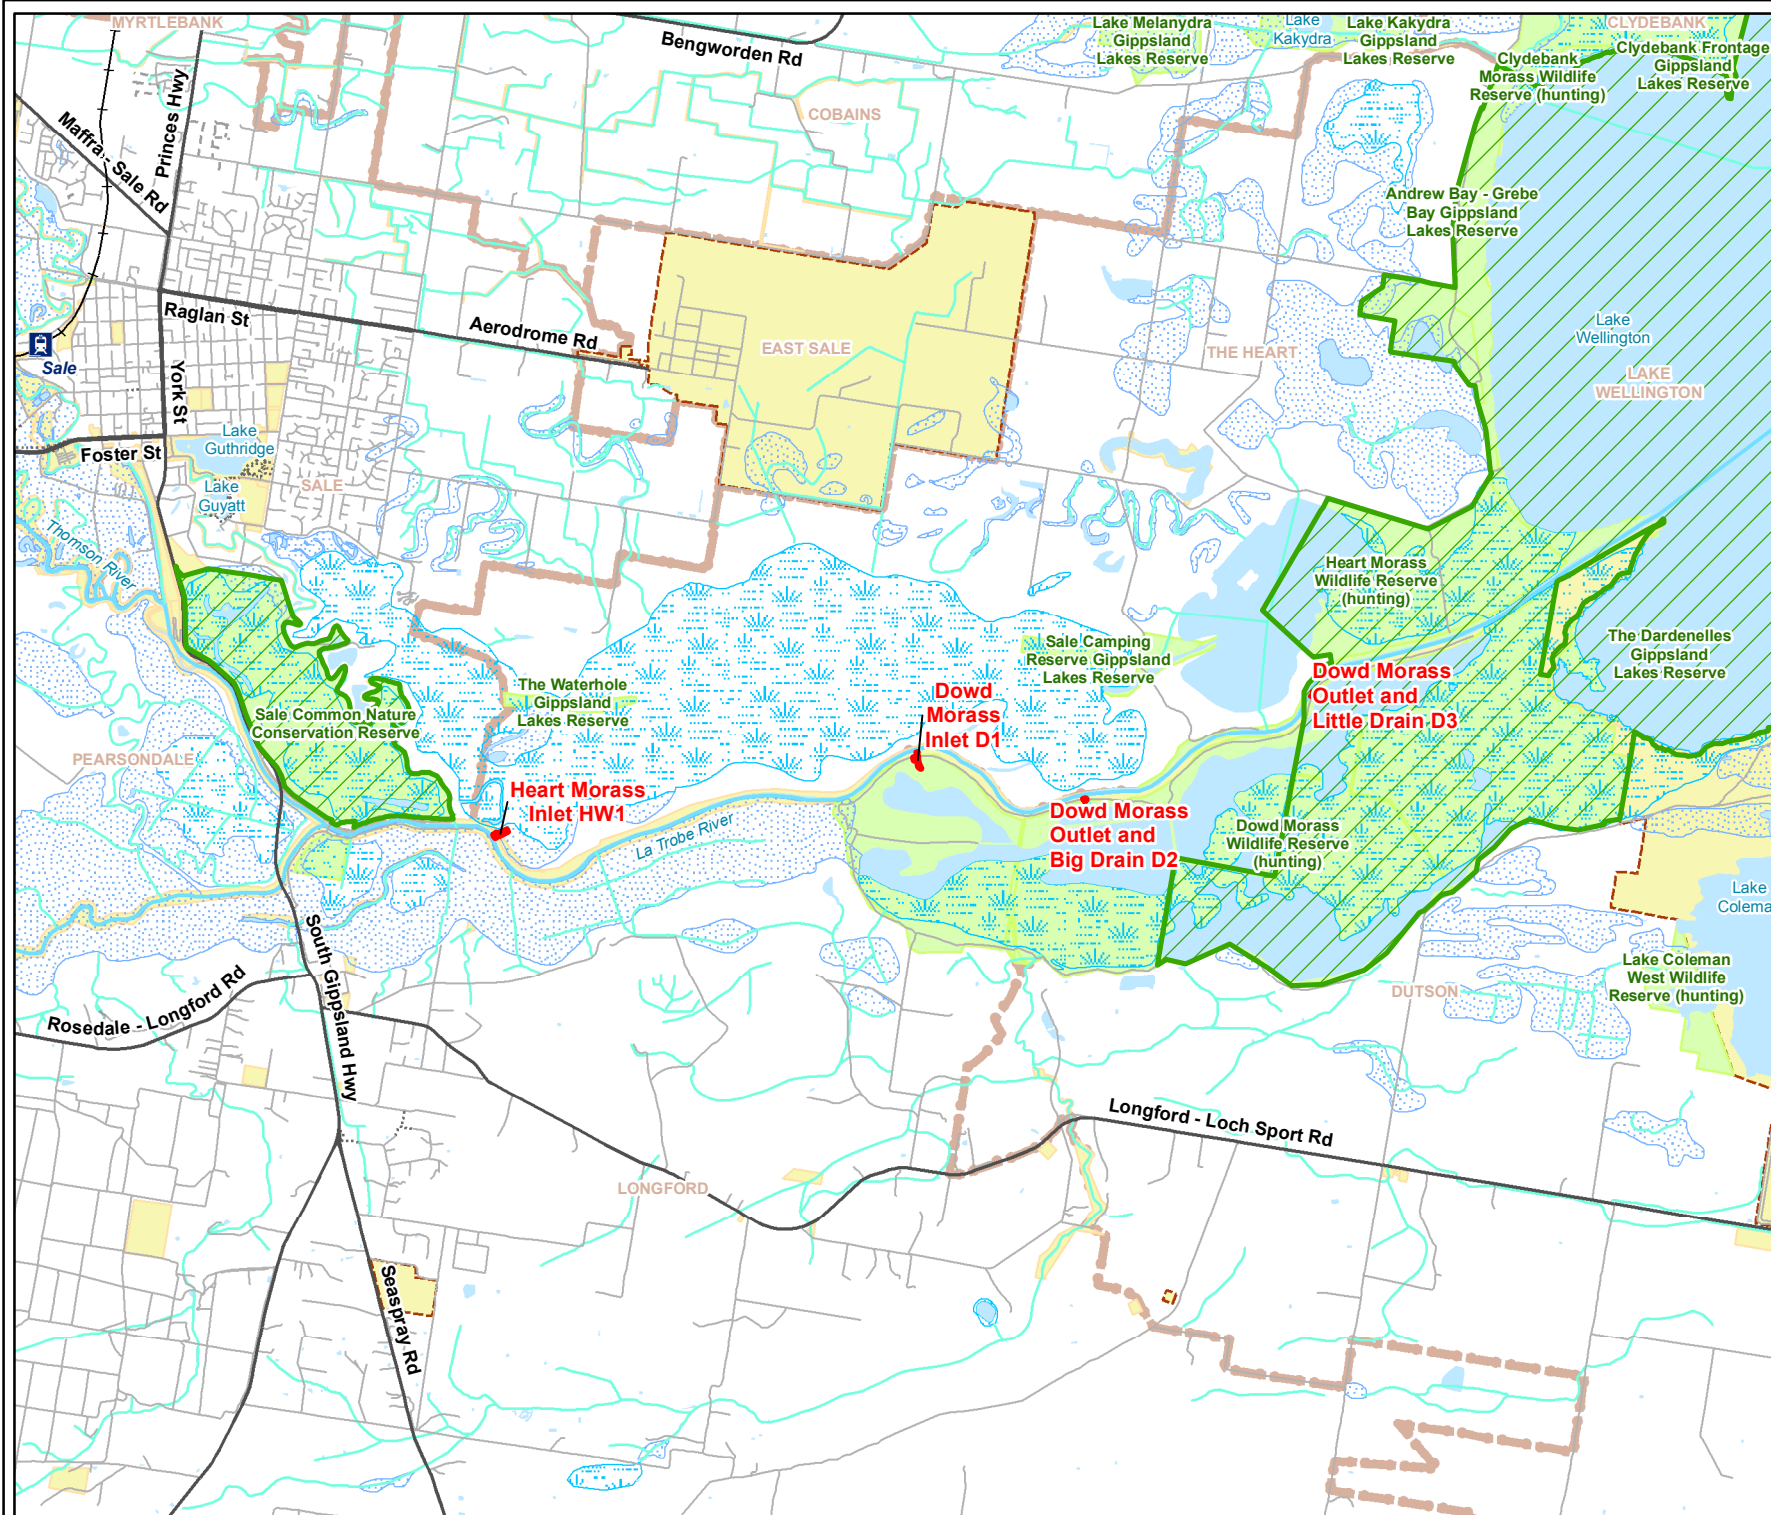 MYRTLEBANK
Bengworden Rd
Lake Melanydra
Gippsland
Lakes Reserve
Lake
Kakydra
Lake Kakydra
Gippsland
Lakes Reserve
CLYDEBANK
Clydebank Frontage
Gippsland
Lakes Reserve
Clydebank
Morass Wildlife
Reserve (hunting)
Princes Hwy
Maffra - Sale Rd
COBAINS
Andrew Bay - Grebe
Bay Gippsland
Lakes Reserve
Raglan St
Aerodrome Rd
EAST SALE
THE HEART
Lake
Wellington
LAKE
WELLINGTON
Sale
York St
Foster St
Lake
Guthridge
Lake
Guyatt
SALE
Thomson River
Heart Morass
Wildlife Reserve
(hunting)
The Dardenelles
Gippsland
Lakes Reserve
Sale Camping
Reserve Gippsland
Lakes Reserve
Dowd Morass
Outlet and
Little Drain D3
The Waterhole
Gippsland
Lakes Reserve
Dowd
Morass
Inlet D1
Sale Common Nature
Conservation Reserve
PEARSONDALE
Heart Morass
Inlet HW1
La Trobe River
Dowd Morass
Outlet and
Big Drain D2
Dowd Morass
Wildlife Reserve
(hunting)
Lake
Colema
South Gippsland Hwy
Rosedale - Longford Rd
DUTSON
Lake Coleman
West Wildlife
Reserve (hunting)
Longford - Loch Sport Rd
LONGFORD
Seaspray Rd